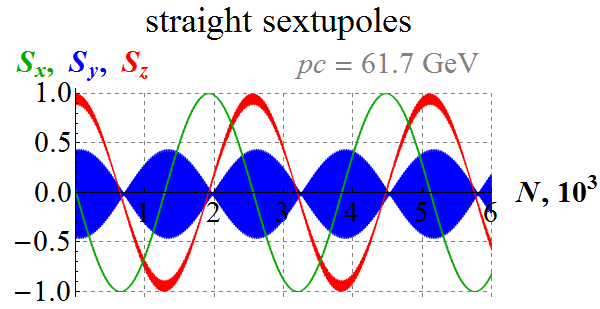 straight sextupoles
Sx, Sy, Sz
pc = 61.7 GeV
1.0
0.5
0.0
−0.5
−1.0
1 2 3 4 5 6
N, 10³